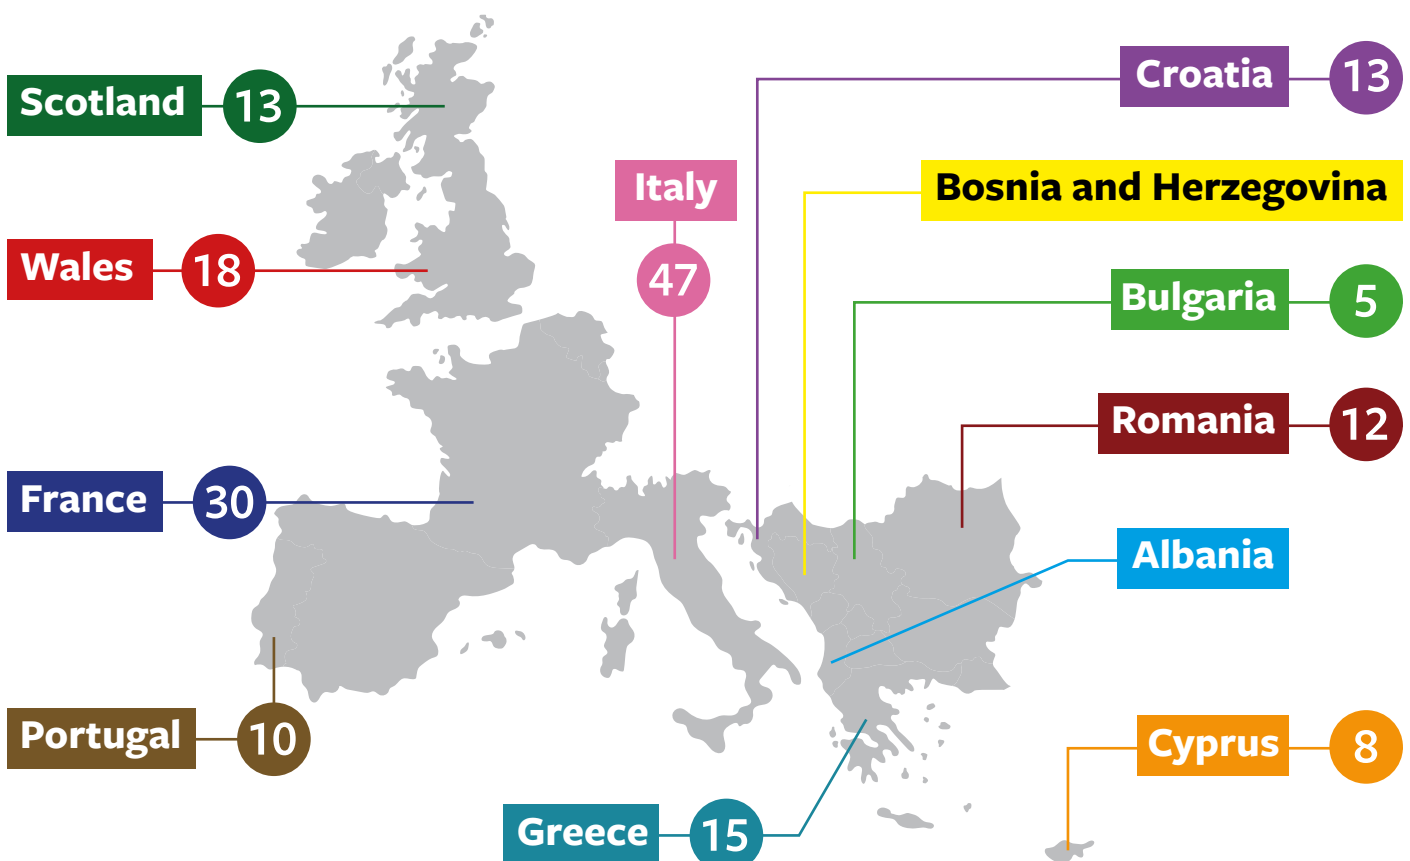 Scotland 13
Croatia 13
Italy 47
Bosnia and Herzegovina
Wales 18
Bulgaria 5
Romania 12
France 30
Albania
Portugal 10
Cyprus 8
Greece 15